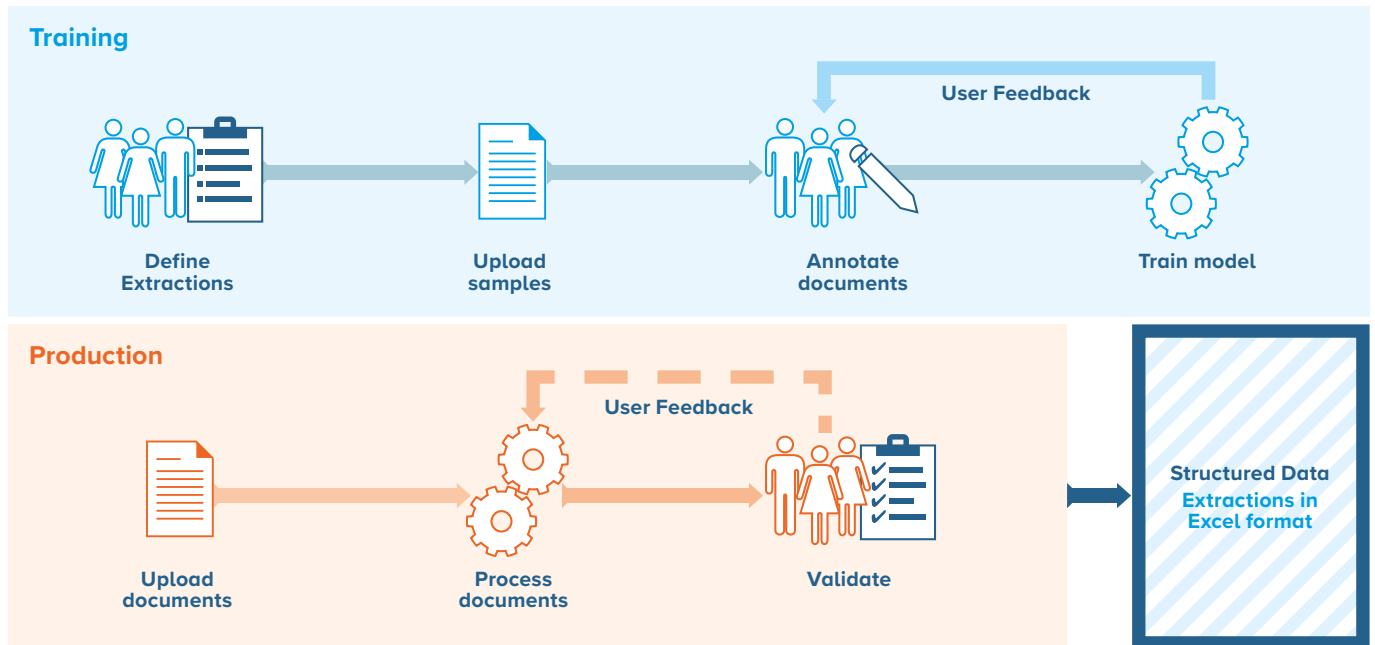 Training
User Feedback
Define
Extractions
Upload
samples
Annotate
documents
Train model
Production
User Feedback
Upload
documents
Process
documents
Validate
Structured Data
Extractions in
Excel format